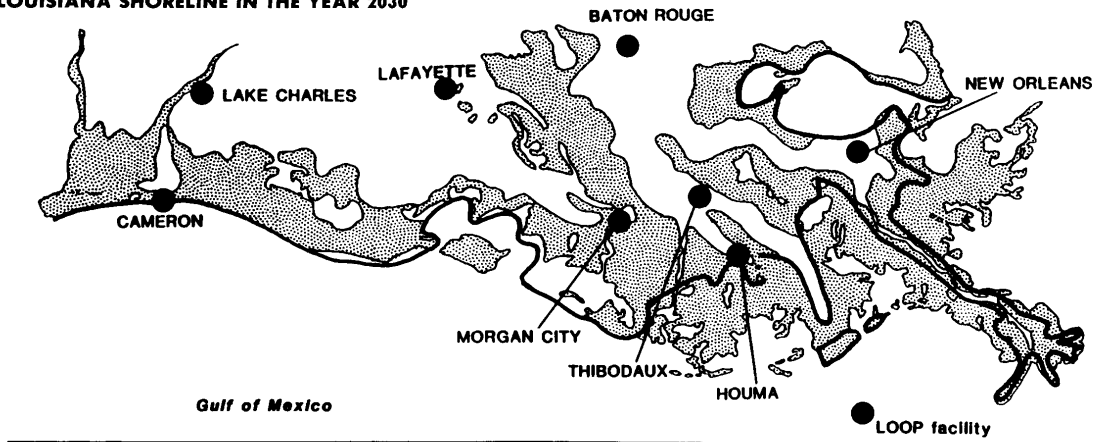 LOUISIANA SHORELINE IN THE YEAR 2030
BATON ROUGE
LAFAYETTE
NEW ORLEANS
LAKE CHARLES
CAMERON
MORGAN CITY
THIBODAUX
HOUMA
Gulf of Mexico
LOOP facility